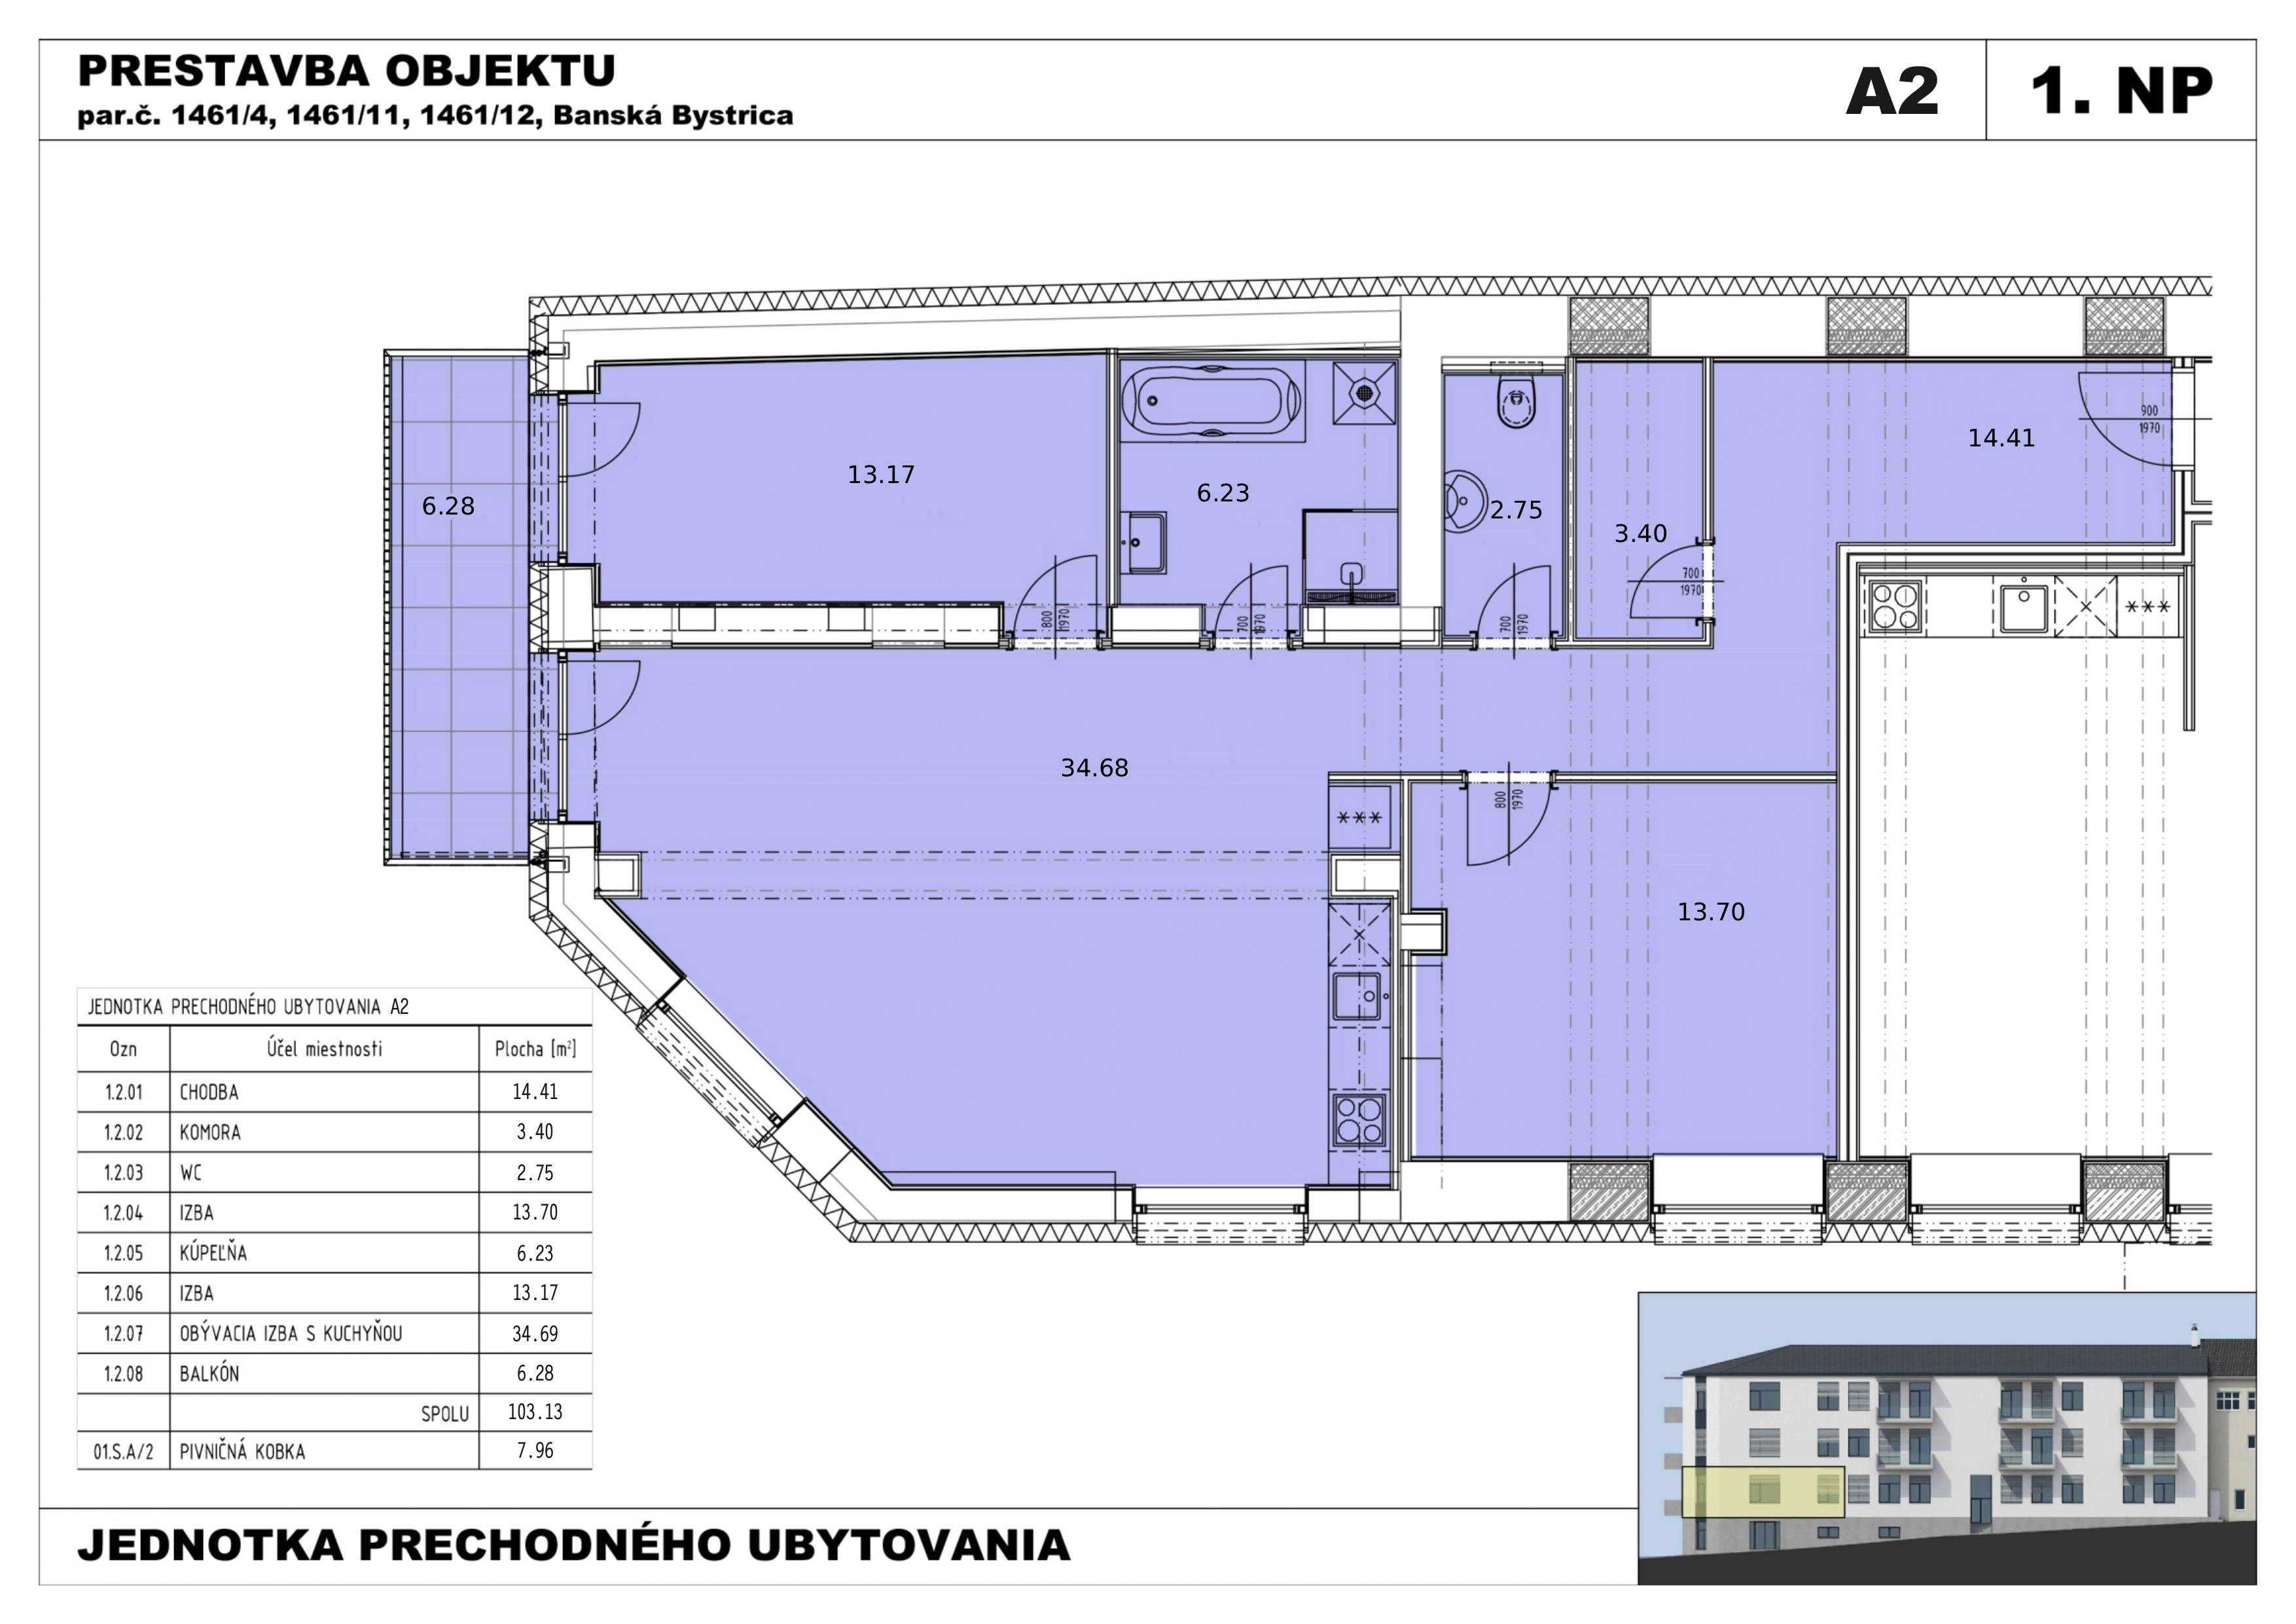 PRESTAVBA OBJEKTU
par.č. 1461/4, 1461/11, 1461/12, Banská Bystrica
A2
1. NP
6.28
13.17
6.23
2.75
3.40
14.41
900
1970
700
1970
800
1970
700
1970
700
1970
34.68
800
1970
***
***
13.70
JEDNOTKA PRECHODNÉHO UBYTOVANIA A2
Ozn Účel miestnosti Plocha [m²]
1.2.01 CHODBA 14.41
1.2.02 KOMORA 3.40
1.2.03 WC 2.75
1.2.04 IZBA 13.70
1.2.05 KÚPEĽŇA 6.23
1.2.06 IZBA 13.17
1.2.07 OBÝVACIA IZBA S KUCHYŇOU 34.69
1.2.08 BALKÓN 6.28
SPOLU 103.13
01.S.A/2 PIVNIČNÁ KOBKA 7.96
JEDNOTKA PRECHODNÉHO UBYTOVANIA